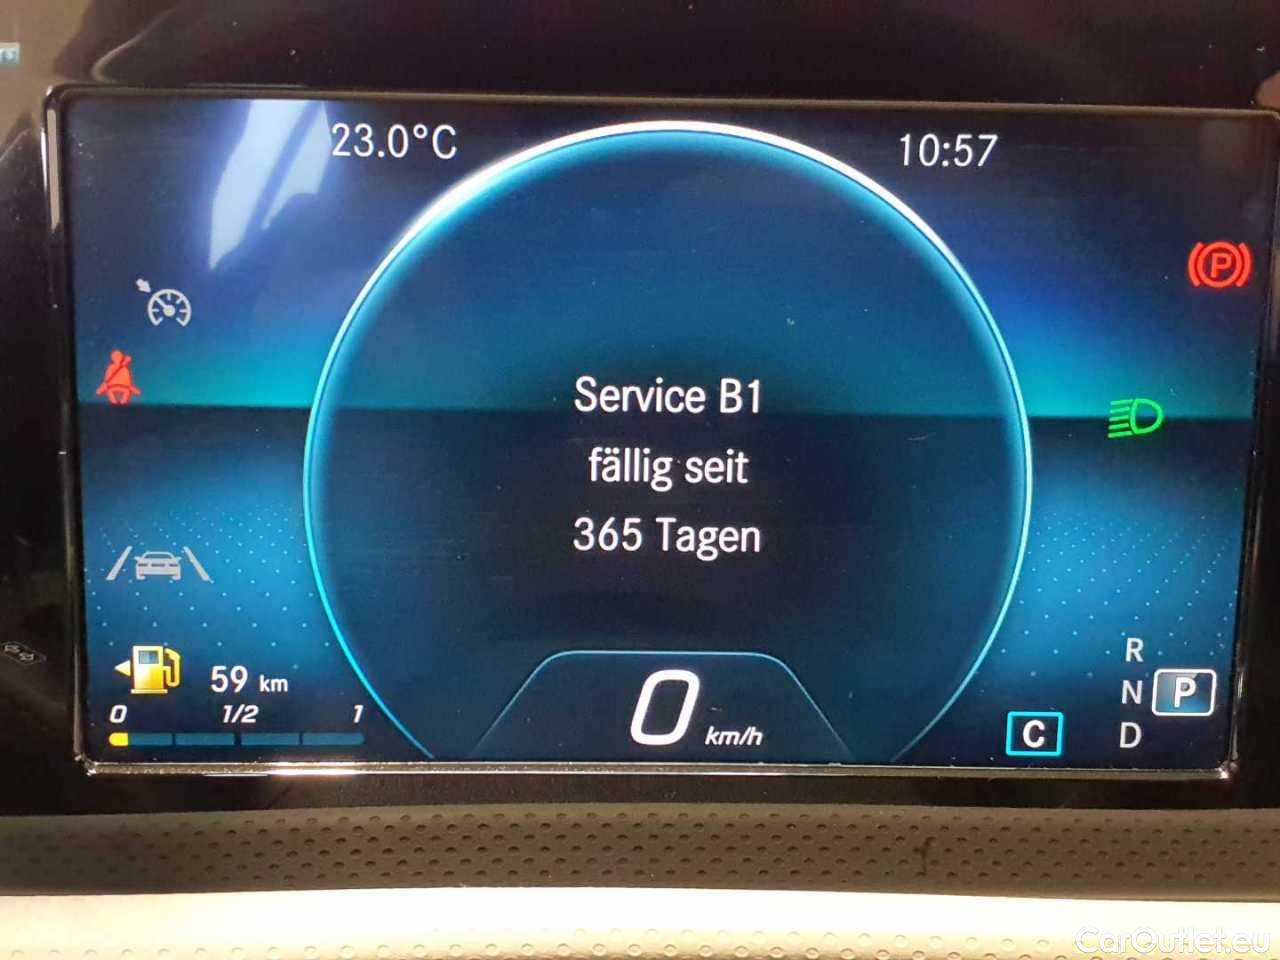 23.0°C
10:57
P
Service B1
fällig seit
365 Tagen
59 km
0 1/2 1
0 km/h
R
N P
D
C
CarOutlet.eu